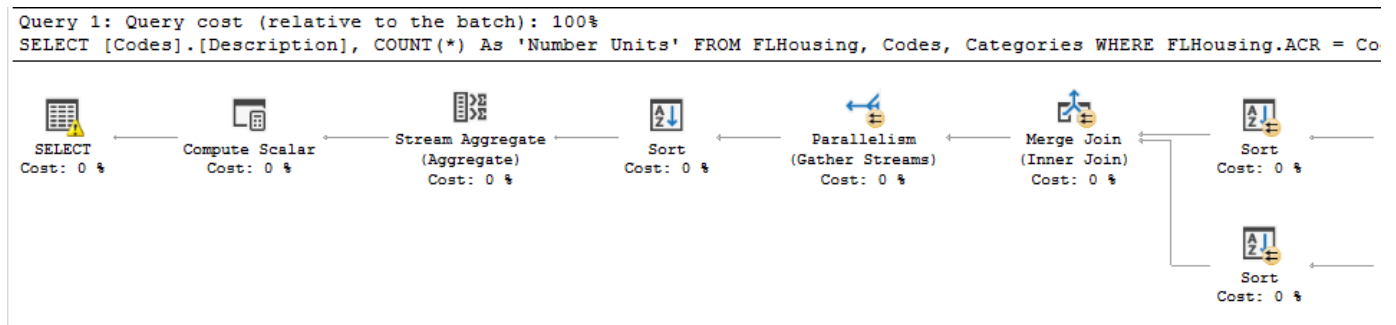 Query 1: Query cost (relative to the batch): 100%
SELECT [Codes].[Description], COUNT(*) As 'Number Units' FROM FLHousing, Codes, Categories WHERE FLHousing.ACR = Co
SELECT
Cost: 0 %
Compute Scalar
Cost: 0 %
Stream Aggregate
(Aggregate)
Cost: 0 %
Sort
Cost: 0 %
Parallelism
(Gather Streams)
Cost: 0 %
Merge Join
(Inner Join)
Cost: 0 %
Sort
Cost: 0 %
Sort
Cost: 0 %